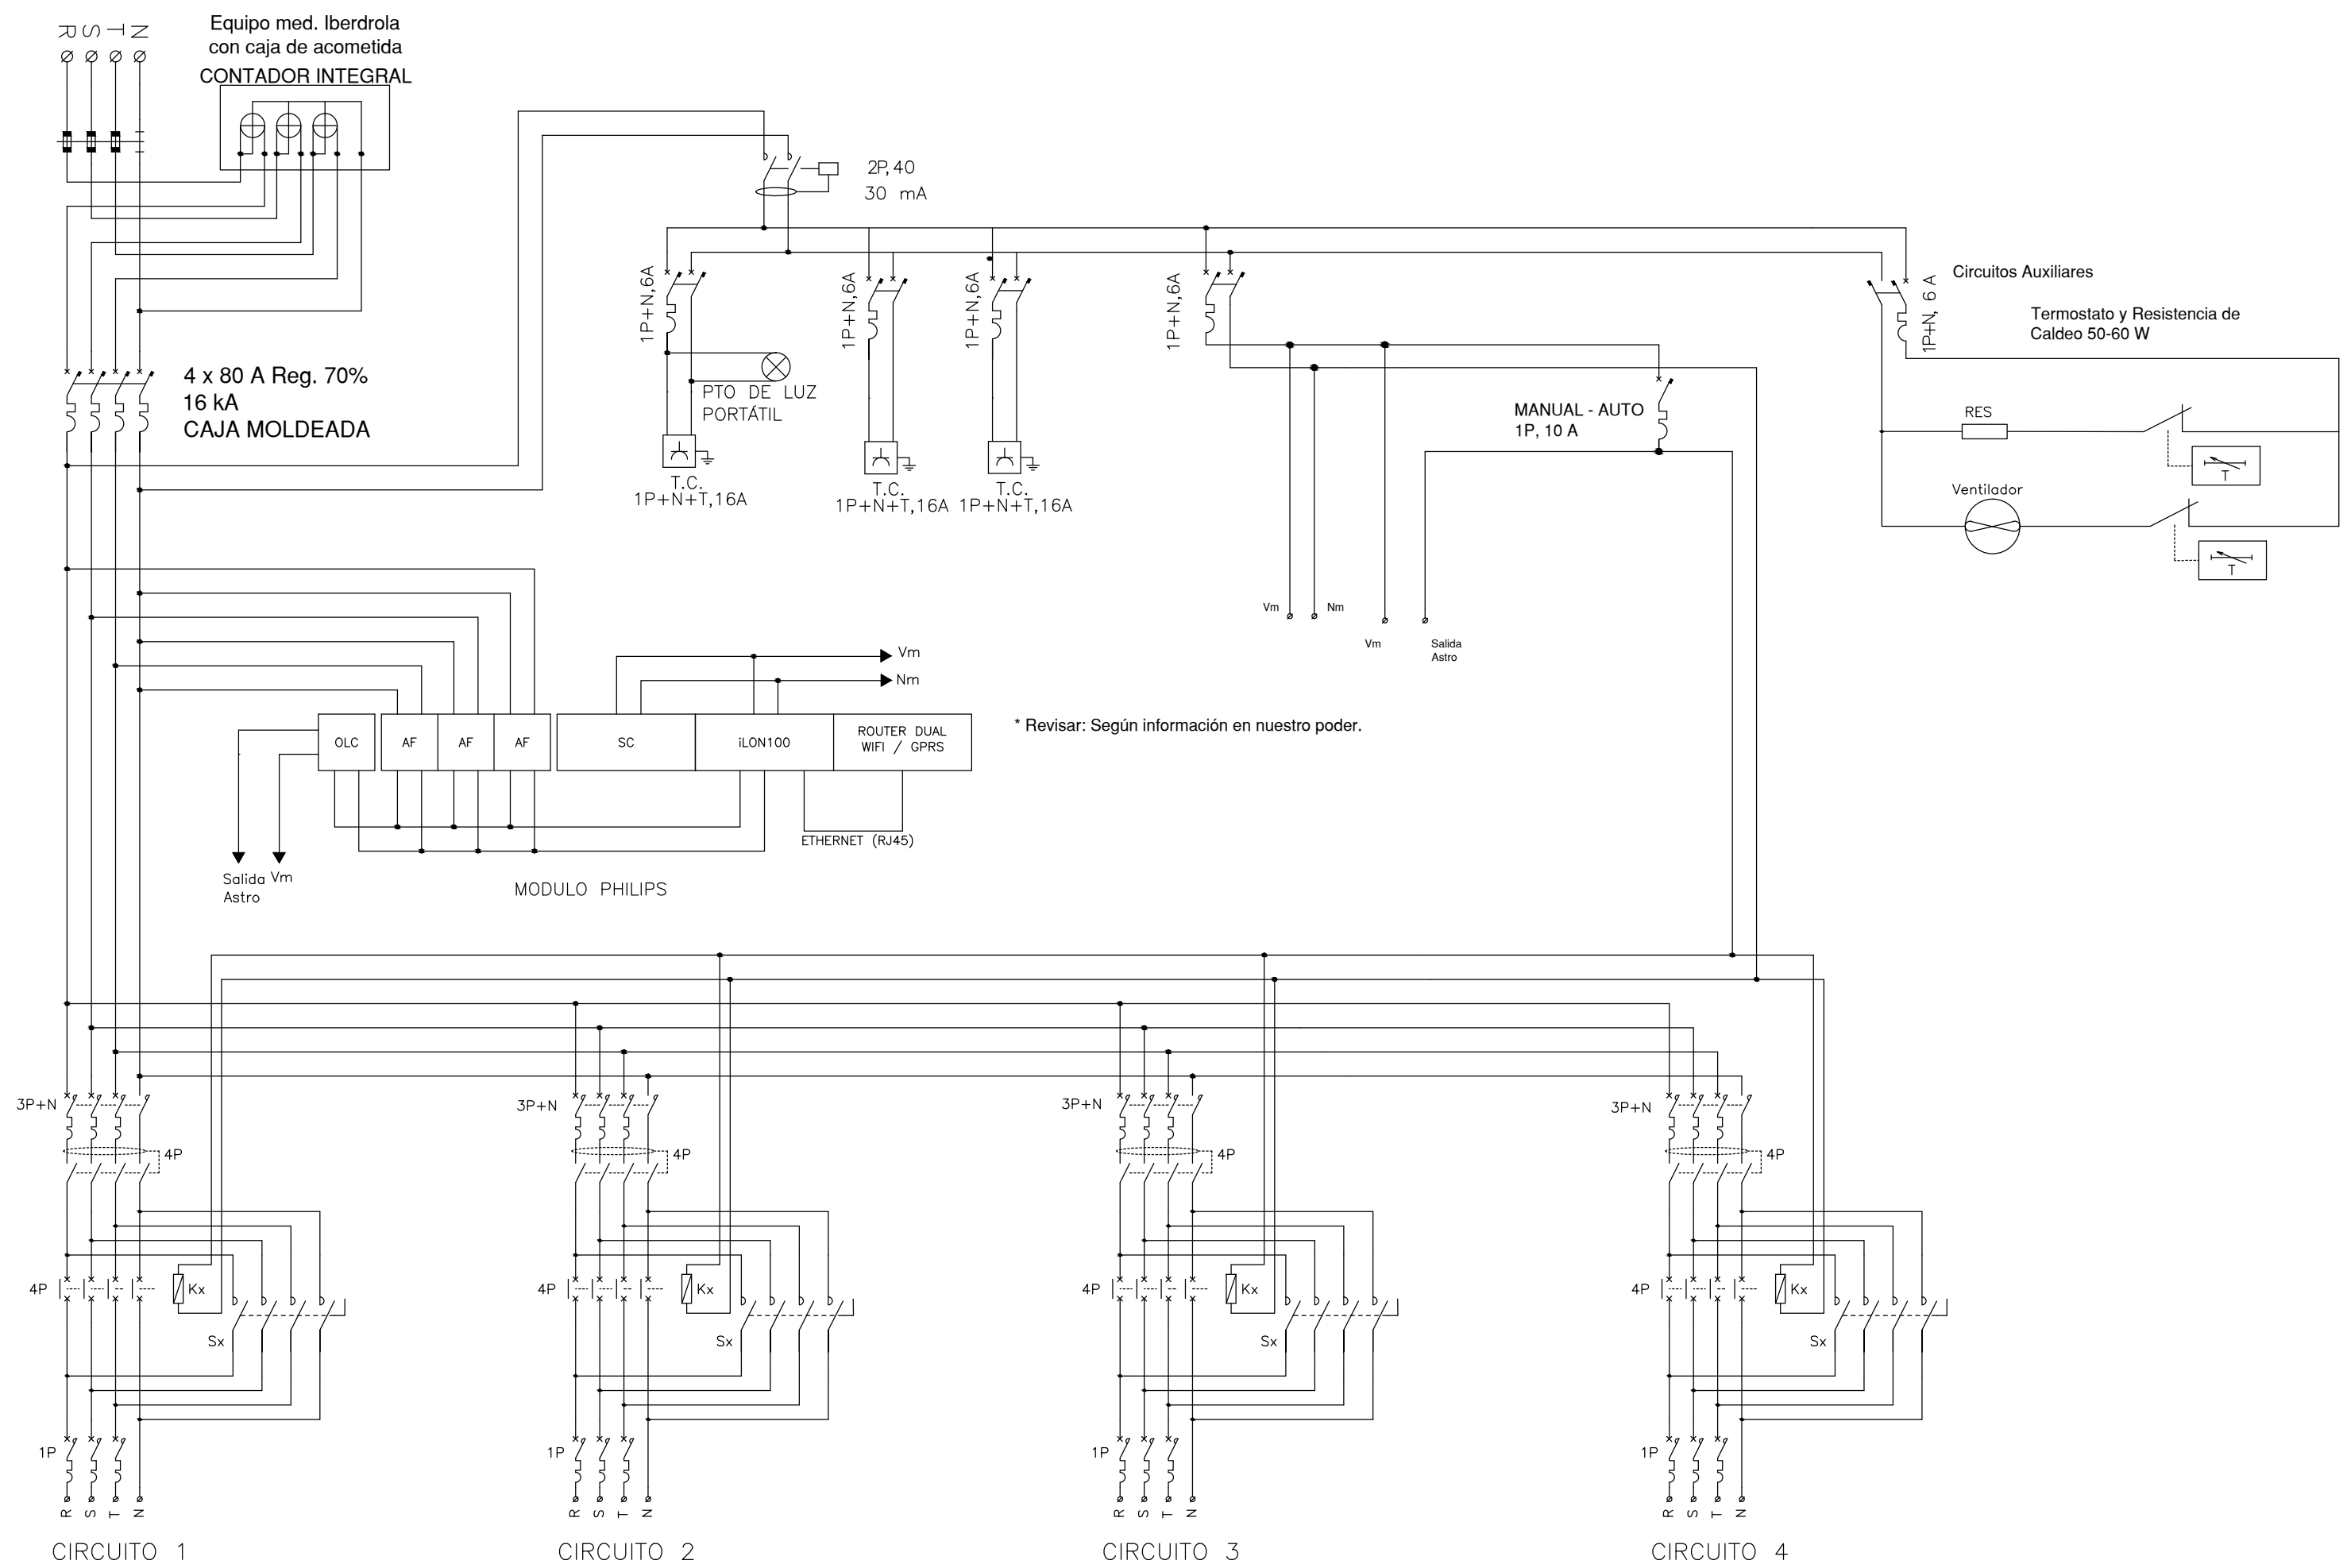 R S T N
Equipo med. Iberdrola
con caja de acometida
CONTADOR INTEGRAL
2P,40
30 mA
1P+N,6A
1P+N,6A
1P+N,6A
1P+N,6A
1P+N, 6 A
Circuitos Auxiliares
Termostato y Resistencia de
Caldeo 50-60 W
4 x 80 A Reg. 70%
16 kA
CAJA MOLDEADA
PTO DE LUZ
PORTÁTIL
MANUAL - AUTO
1P, 10 A
RES
T
Ventilador
T
T.C.
1P+N+T,16A
T.C.
1P+N+T,16A
T.C.
1P+N+T,16A
Vm
Nm
Vm
Salida
Astro
Vm
Nm
OLC
AF
AF
AF
SC
iLON100
ROUTER DUAL
WIFI / GPRS
* Revisar: Según información en nuestro poder.
ETHERNET (RJ45)
Salida Vm
Astro
MODULO PHILIPS
3P+N
3P+N
3P+N
3P+N
4P
4P
4P
4P
4P
Kx
4P
Kx
4P
Kx
4P
Kx
Sx
Sx
Sx
Sx
1P
1P
1P
1P
R S T N
R S T N
R S T N
R S T N
CIRCUITO 1
CIRCUITO 2
CIRCUITO 3
CIRCUITO 4